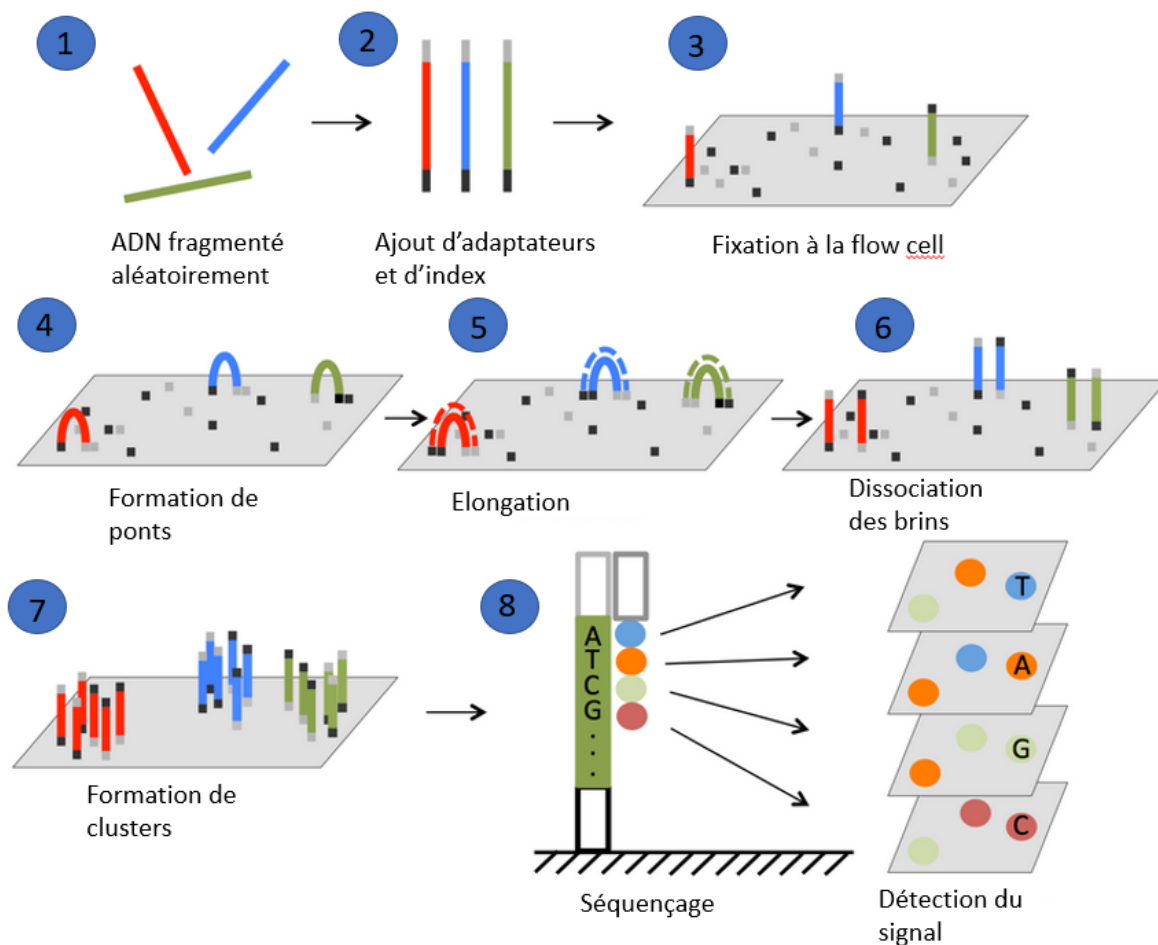 1
2
3
ADN fragmenté
aléatoirement
Ajout d'adaptateurs
et d'index
Fixation à la flow cell
4
5
6
Formation de
ponts
Elongation
Dissociation
des brins
7
8
Formation de
clusters
A
T
C
G
.
.
.
T
A
G
C
Séquençage
Détection du
signal